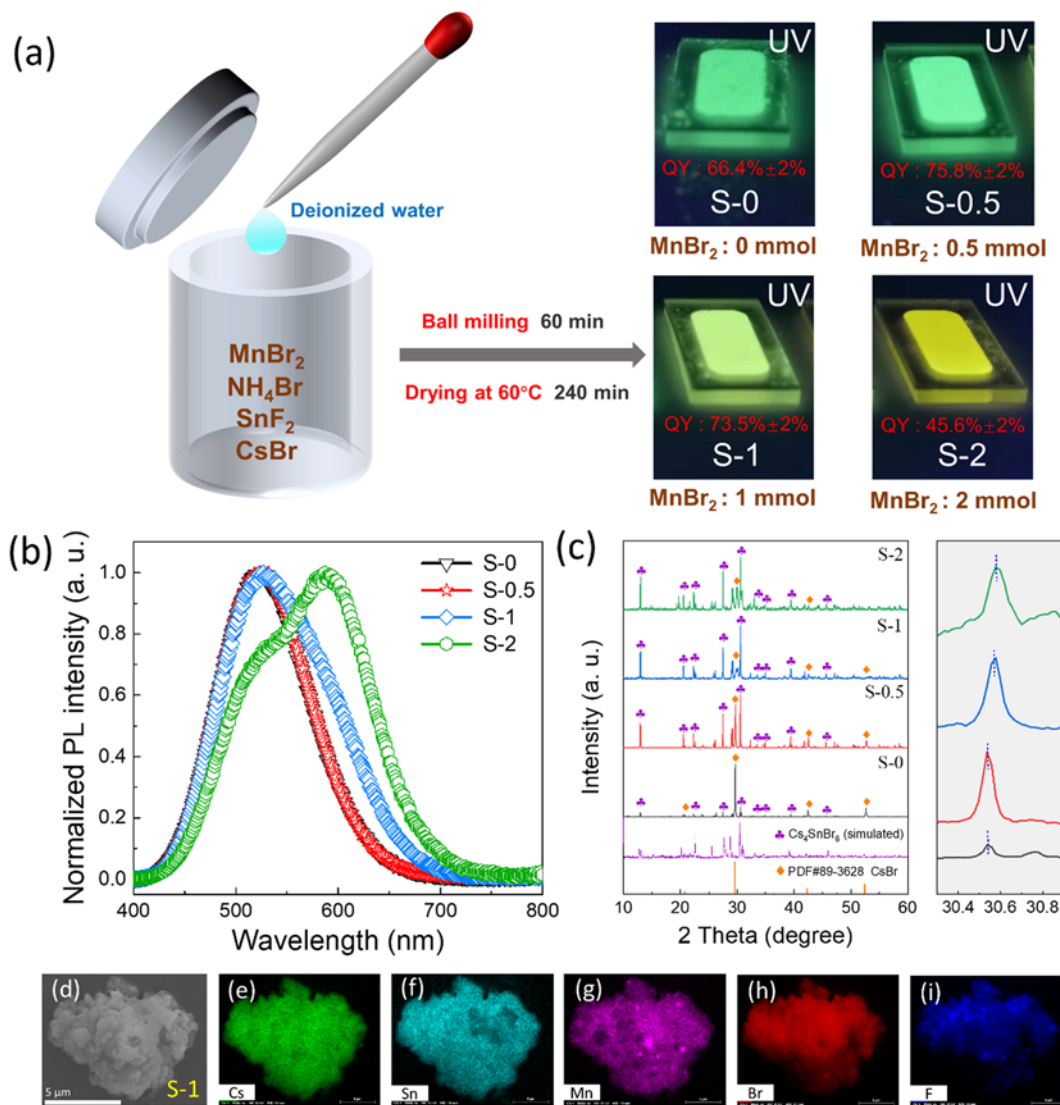 (a)
Deionized water
MnBr₂
NH₄Br
SnF₂
CsBr
Ball milling 60 min
Drying at 60°C 240 min
UV
QY : 66.4%±2%
S-0
MnBr₂ : 0 mmol
UV
QY : 75.8%±2%
S-0.5
MnBr₂ : 0.5 mmol
UV
QY : 73.5%±2%
S-1
MnBr₂ : 1 mmol
UV
QY : 45.6%±2%
S-2
MnBr₂ : 2 mmol
(b)
Normalized PL intensity (a. u.)
1.0
0.8
0.6
0.4
0.2
0.0
400 500 600 700 800
Wavelength (nm)
S-0
S-0.5
S-1
S-2
(c)
Intensity (a. u.)
S-2
S-1
S-0.5
S-0
Cs₄SnBr₆ (simulated)
PDF#89-3628 CsBr
10 20 30 40 50 60
2 Theta (degree)
30.4 30.6 30.8
(d)
5 μm
S-1
(e)
Cs
(f)
Sn
(g)
Mn
(h)
Br
(i)
F